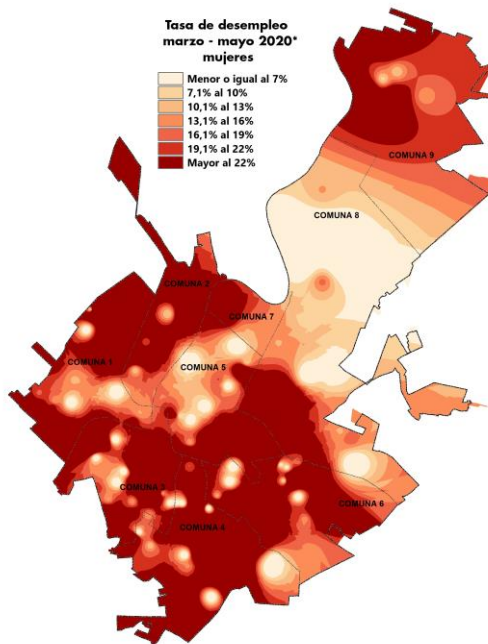 Tasa de desempleo
marzo - mayo 2020*
mujeres
Menor o igual al 7%
7,1% al 10%
10,1% al 13%
13,1% al 16%
16,1% al 19%
19,1% al 22%
Mayor al 22%
COMUNA 9
COMUNA 8
COMUNA 2
COMUNA 7
COMUNA 1
COMUNA 5
COMUNA 3
COMUNA 6
COMUNA 4